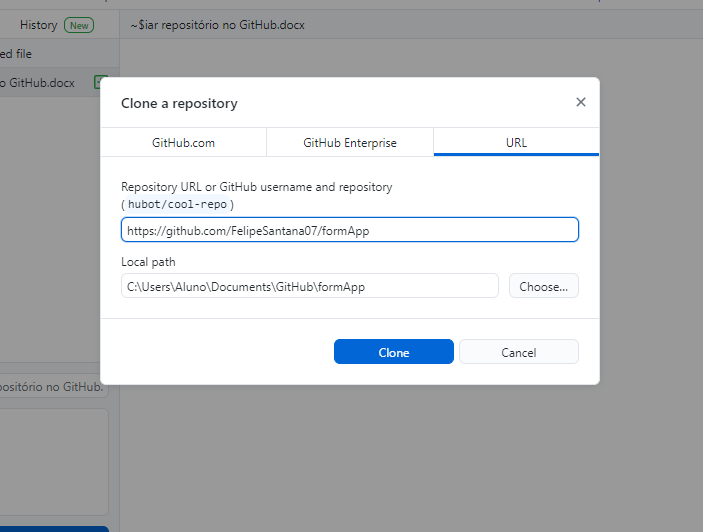 History New
~$iar repositório no GitHub.docx
ed file
o GitHub.docx
Clone a repository
GitHub.com
GitHub Enterprise
URL
Repository URL or GitHub username and repository
( hubot/cool-repo )
https://github.com/FelipeSantana07/formApp
Local path
C:\Users\Aluno\Documents\GitHub\formApp
Choose...
Clone
Cancel
positório no GitHub.